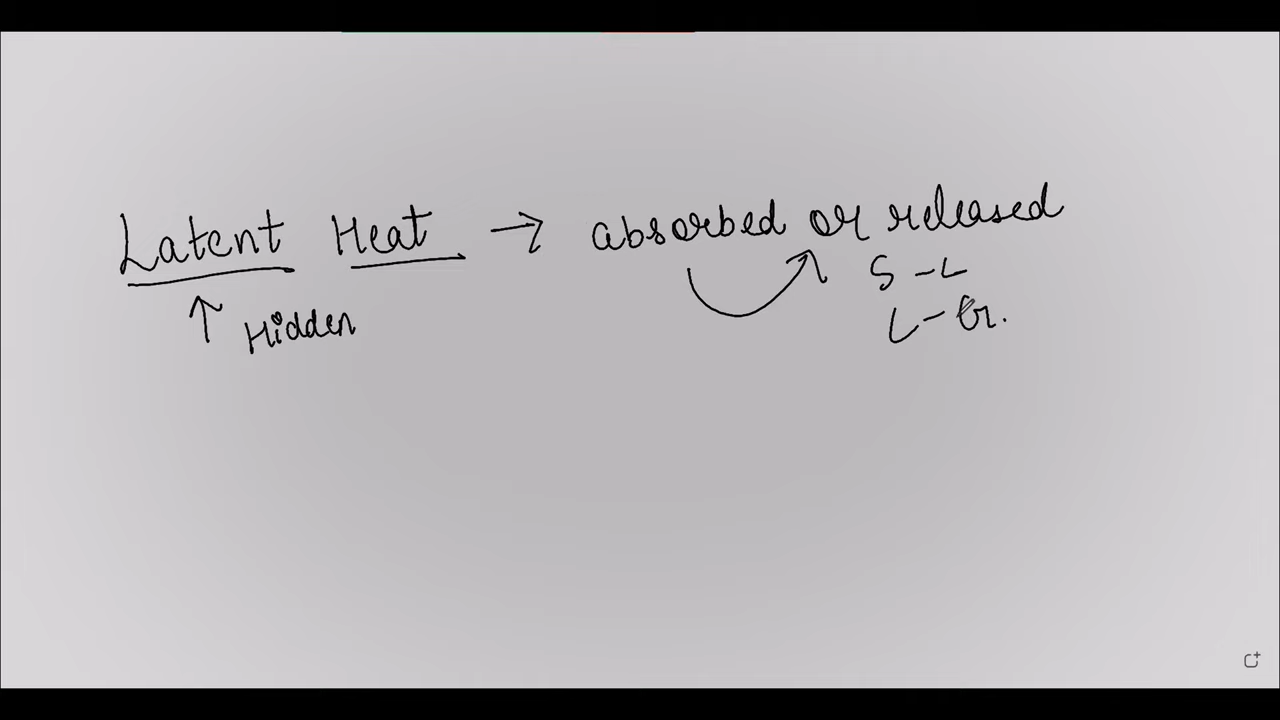 Latent Heat → absorbed or released
S - L
↑ Hidden
L - Gr.